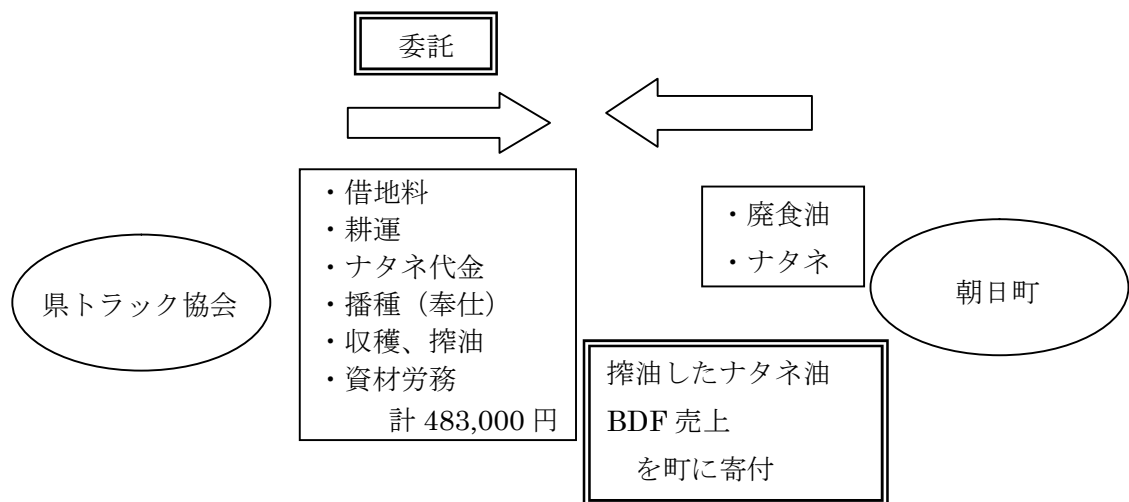 委託
県トラック協会
・借地料
・耕運
・ナタネ代金
・播種（奉仕）
・収穫、搾油
・資材労務
計 483,000 円
・廃食油
・ナタネ
朝日町
搾油したナタネ油
BDF 売上
を町に寄付